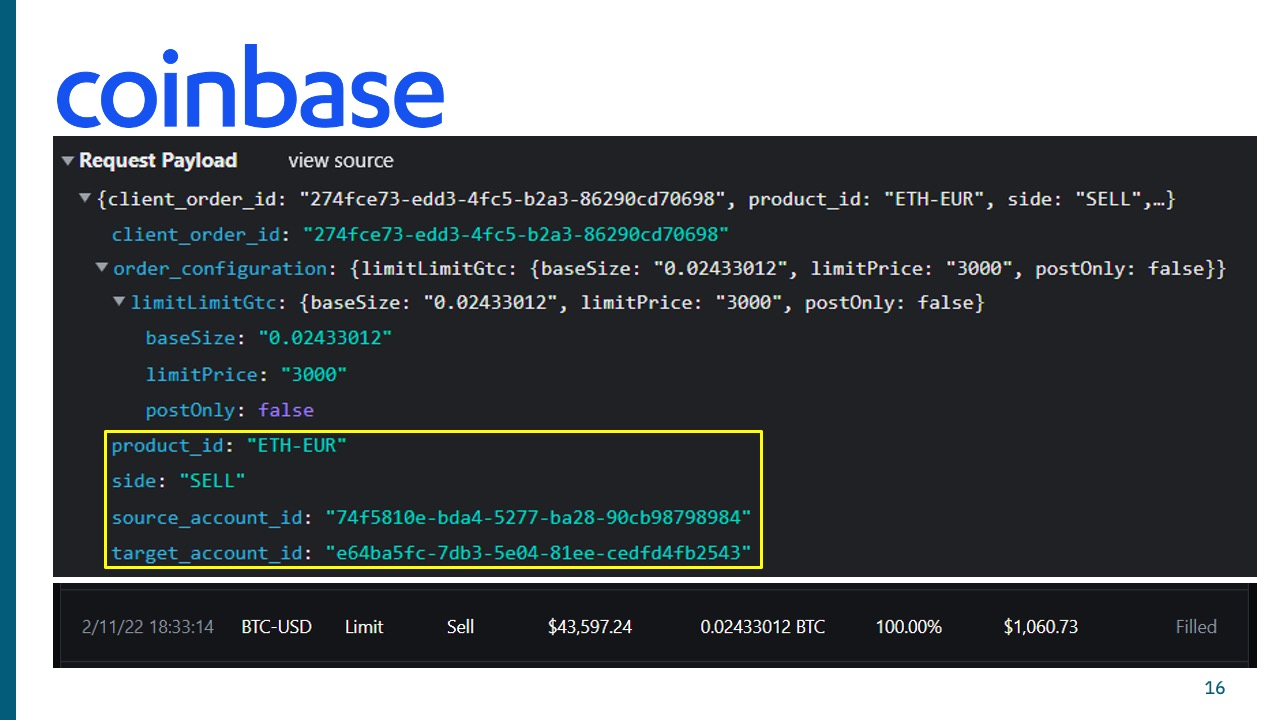 coinbase
Request Payload view source
{client_order_id: "274fce73-edd3-4fc5-b2a3-86290cd70698", product_id: "ETH-EUR", side: "SELL",…}
client_order_id: "274fce73-edd3-4fc5-b2a3-86290cd70698"
order_configuration: {limitLimitGtc: {baseSize: "0.02433012", limitPrice: "3000", postOnly: false}}
limitLimitGtc: {baseSize: "0.02433012", limitPrice: "3000", postOnly: false}
baseSize: "0.02433012"
limitPrice: "3000"
postOnly: false
product_id: "ETH-EUR"
side: "SELL"
source_account_id: "74f5810e-bda4-5277-ba28-90cb98798984"
target_account_id: "e64ba5fc-7db3-5e04-81ee-cedfd4fb2543"
2/11/22 18:33:14 BTC-USD Limit Sell $43,597.24 0.02433012 BTC 100.00% $1,060.73 Filled
16